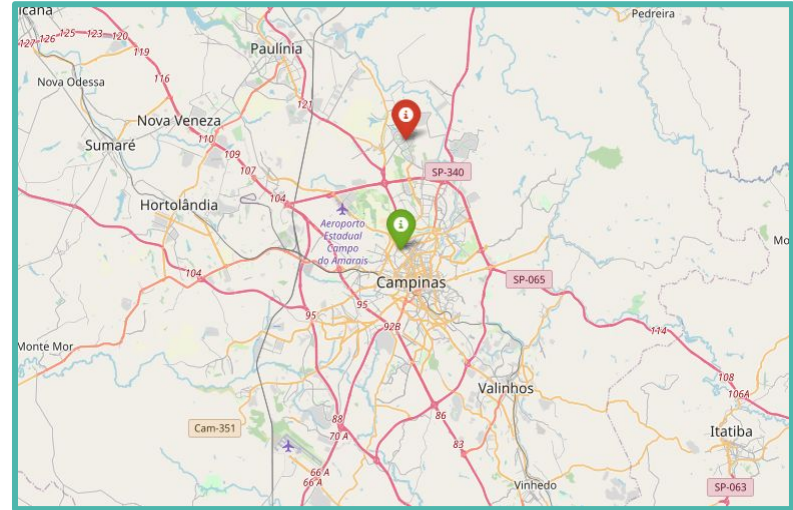 icana
Pedreira
127
126
125
123
120
119
Paulínia
116
Nova Odessa
121
Nova Veneza
110
Sumaré
109
107
SP-340
104
Hortolândia
Aeroporto
Estadual
Campo
do Amarais
Mo
104
Campinas
SP-065
95
95
92B
114
Monte Mor
108
106A
Valinhos
86
88
Cam-351
70 A
83
Itatiba
66 A
66 A
Vinhedo
SP-063